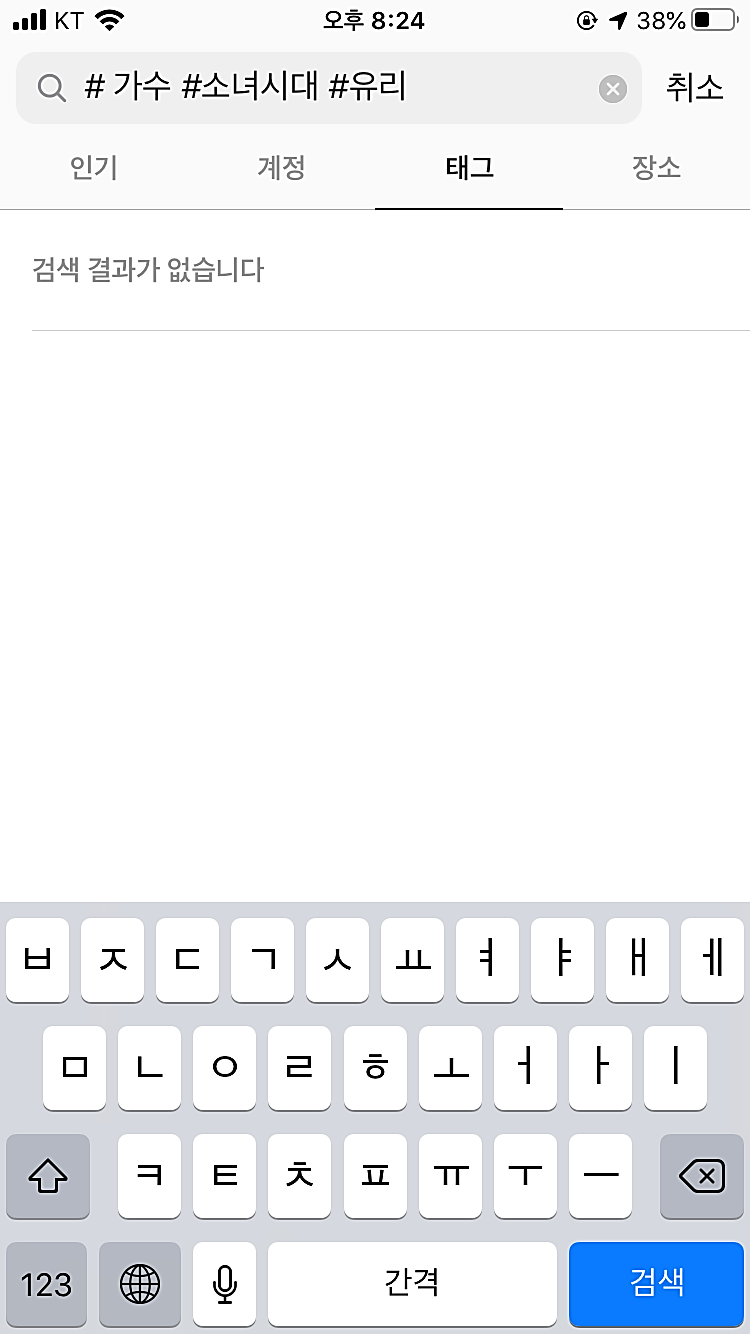 KT 오후 8:24 38%
# 가수 #소녀시대 #유리 취소
인기 계정 태그 장소
검색 결과가 없습니다
ㅂ ㅈ ㄷ ㄱ ㅅ ㅛ ㅕ ㅑ ㅐ ㅔ
ㅁ ㄴ ㅇ ㄹ ㅎ ㅗ ㅓ ㅏ ㅣ
ㅋ ㅌ ㅊ ㅍ ㅠ ㅜ ㅡ
123 간격 검색